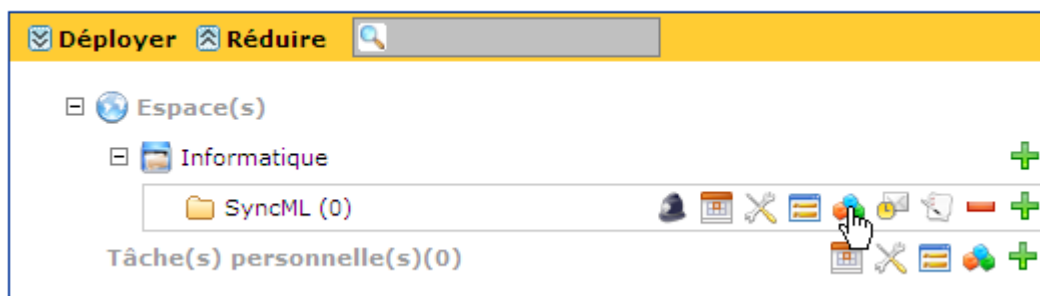 Déployer Réduire
Espace(s)
Informatique
SyncML (0)
Tâche(s) personnelle(s)(0)